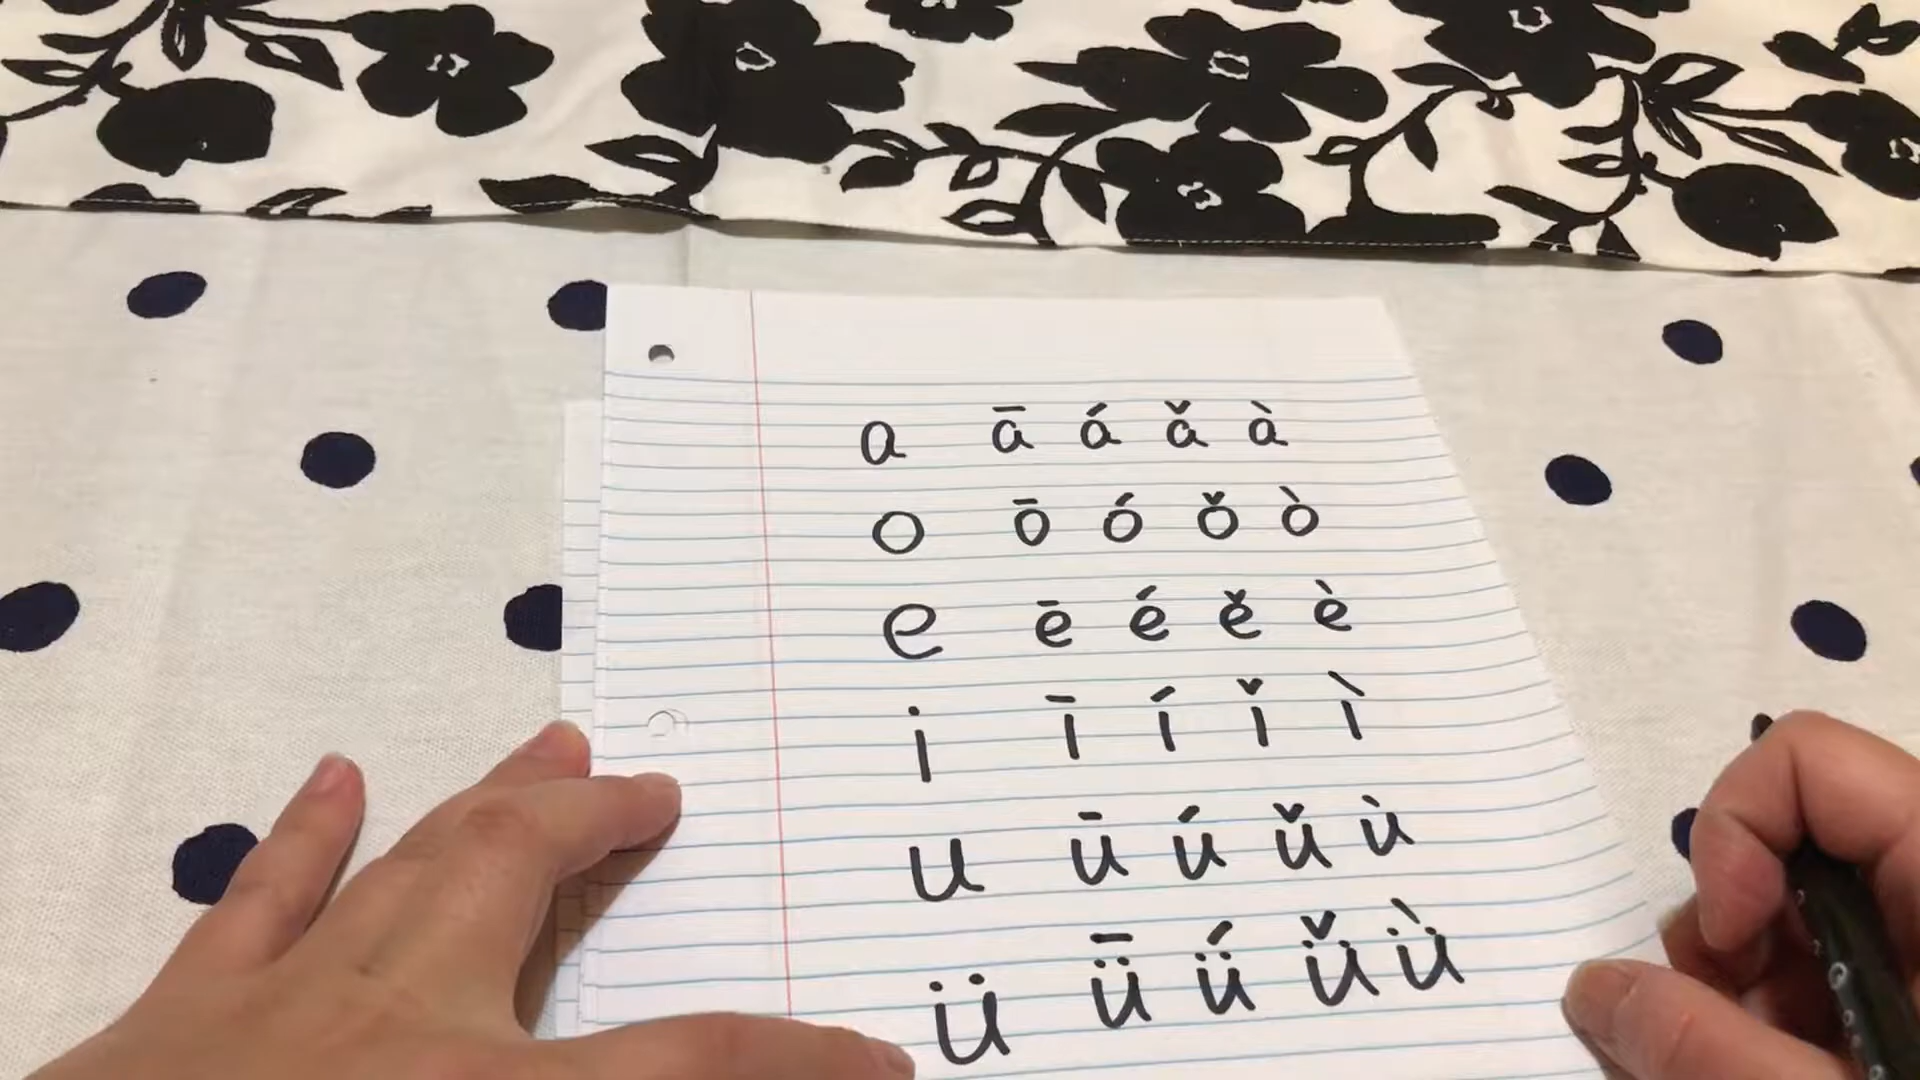 a ā á ǎ à
o ō ó ǒ ò
e ē é ě è
i ī í ǐ ì
u ū ú ǔ ù
ü ǖ ǘ ǚ ǜ